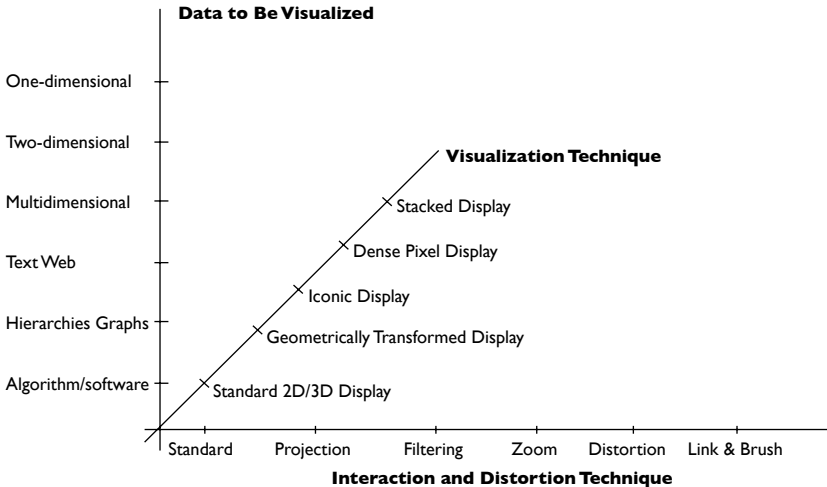 Data to Be Visualized
One-dimensional
Two-dimensional
Visualization Technique
Multidimensional
Stacked Display
Dense Pixel Display
Text Web
Iconic Display
Hierarchies Graphs
Geometrically Transformed Display
Algorithm/software
Standard 2D/3D Display
Standard
Projection
Filtering
Zoom
Distortion
Link & Brush
Interaction and Distortion Technique